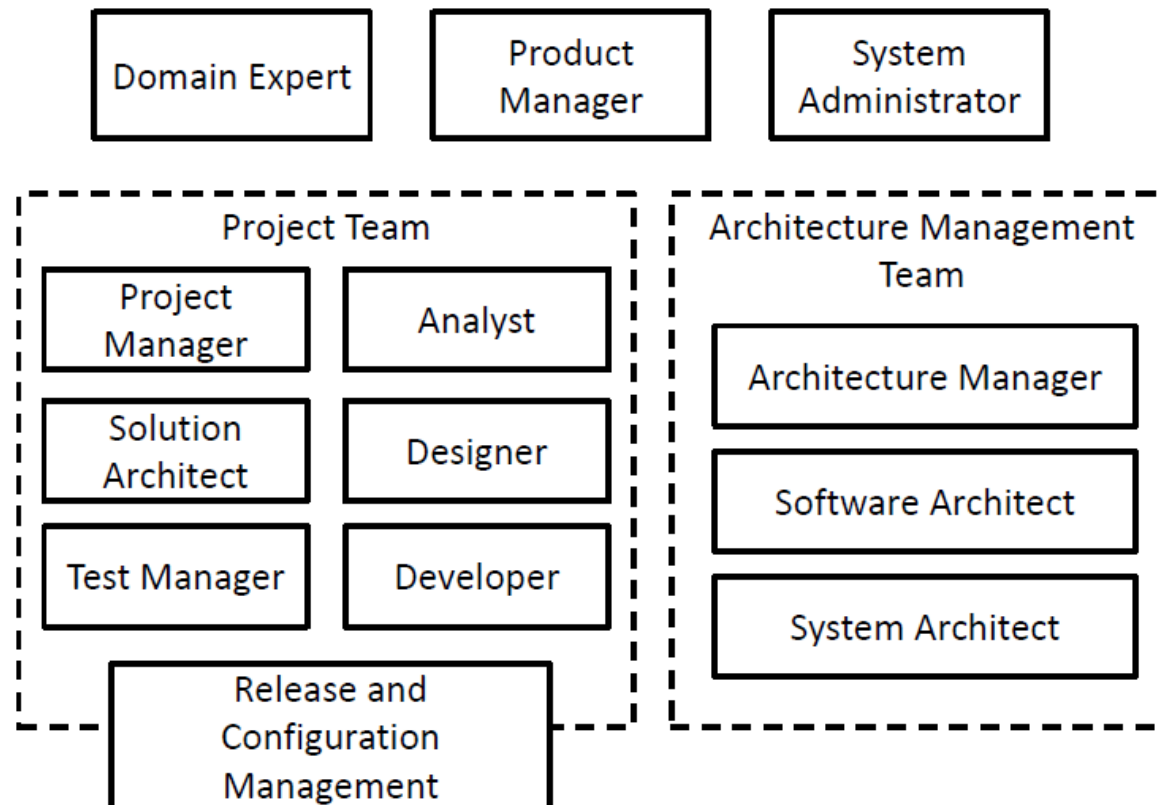 Domain Expert
Product
Manager
System
Administrator
Project Team
Project
Manager
Analyst
Solution
Architect
Designer
Test Manager
Developer
Release and
Configuration
Management
Architecture Management
Team
Architecture Manager
Software Architect
System Architect